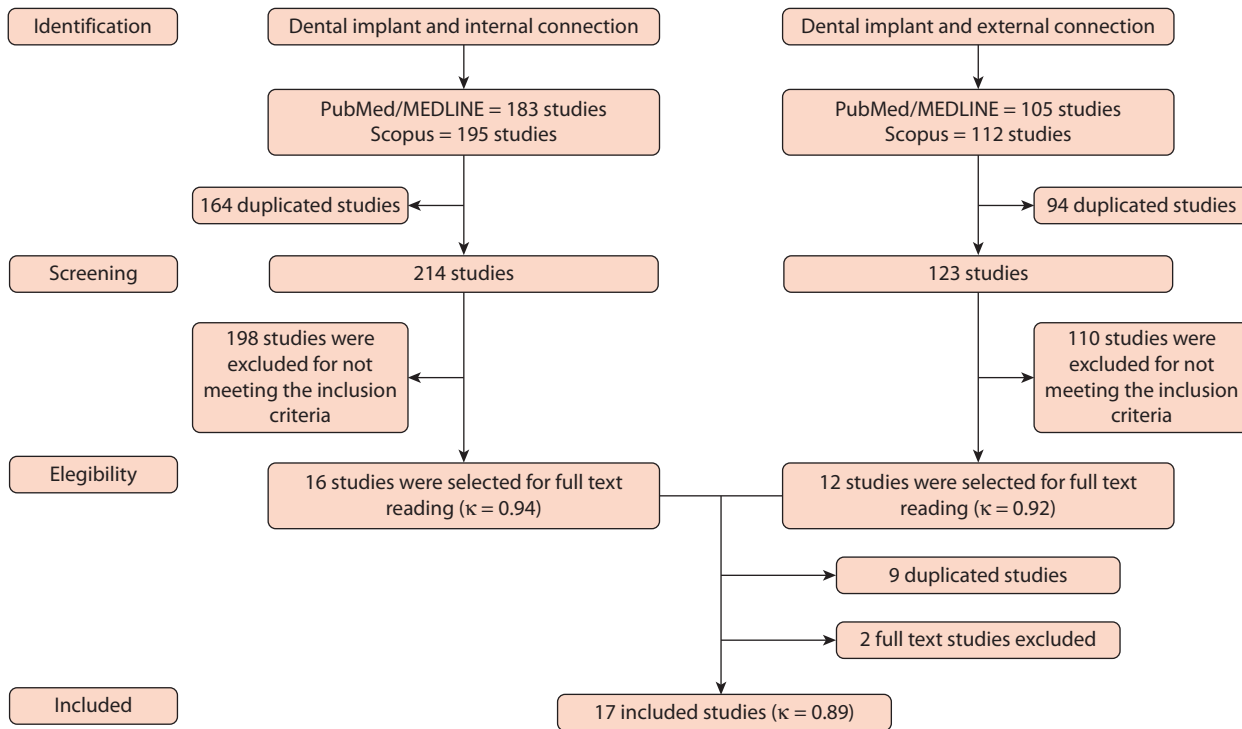 Identification
Dental implant and internal connection
Dental implant and external connection
PubMed/MEDLINE = 183 studies
Scopus = 195 studies
PubMed/MEDLINE = 105 studies
Scopus = 112 studies
164 duplicated studies
94 duplicated studies
Screening
214 studies
123 studies
198 studies were
excluded for not
meeting the inclusion
criteria
110 studies were
excluded for not
meeting the inclusion
criteria
Elegibility
16 studies were selected for full text
reading (κ = 0.94)
12 studies were selected for full text
reading (κ = 0.92)
9 duplicated studies
2 full text studies excluded
Included
17 included studies (κ = 0.89)